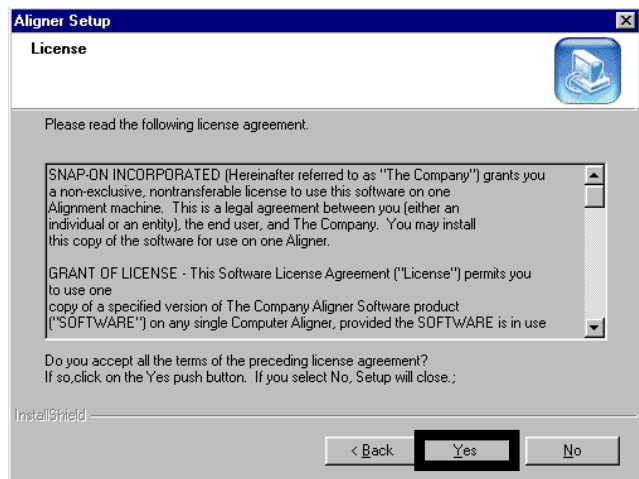 Aligner Setup
License
Please read the following license agreement.
SNAP-ON INCORPORATED (Hereinafter referred to as "The Company") grants you
a non-exclusive, nontransferable license to use this software on one
Alignment machine. This is a legal agreement between you (either an
individual or an entity), the end user, and The Company. You may install
this copy of the software for use on one Aligner.
GRANT OF LICENSE - This Software License Agreement ("License") permits you
to use one
copy of a specified version of The Company Aligner Software product
("SOFTWARE") on any single Computer Aligner, provided the SOFTWARE is in use
Do you accept all the terms of the preceding license agreement?
If so,click on the Yes push button. If you select No, Setup will close.;
InstallShield
< Back Yes No